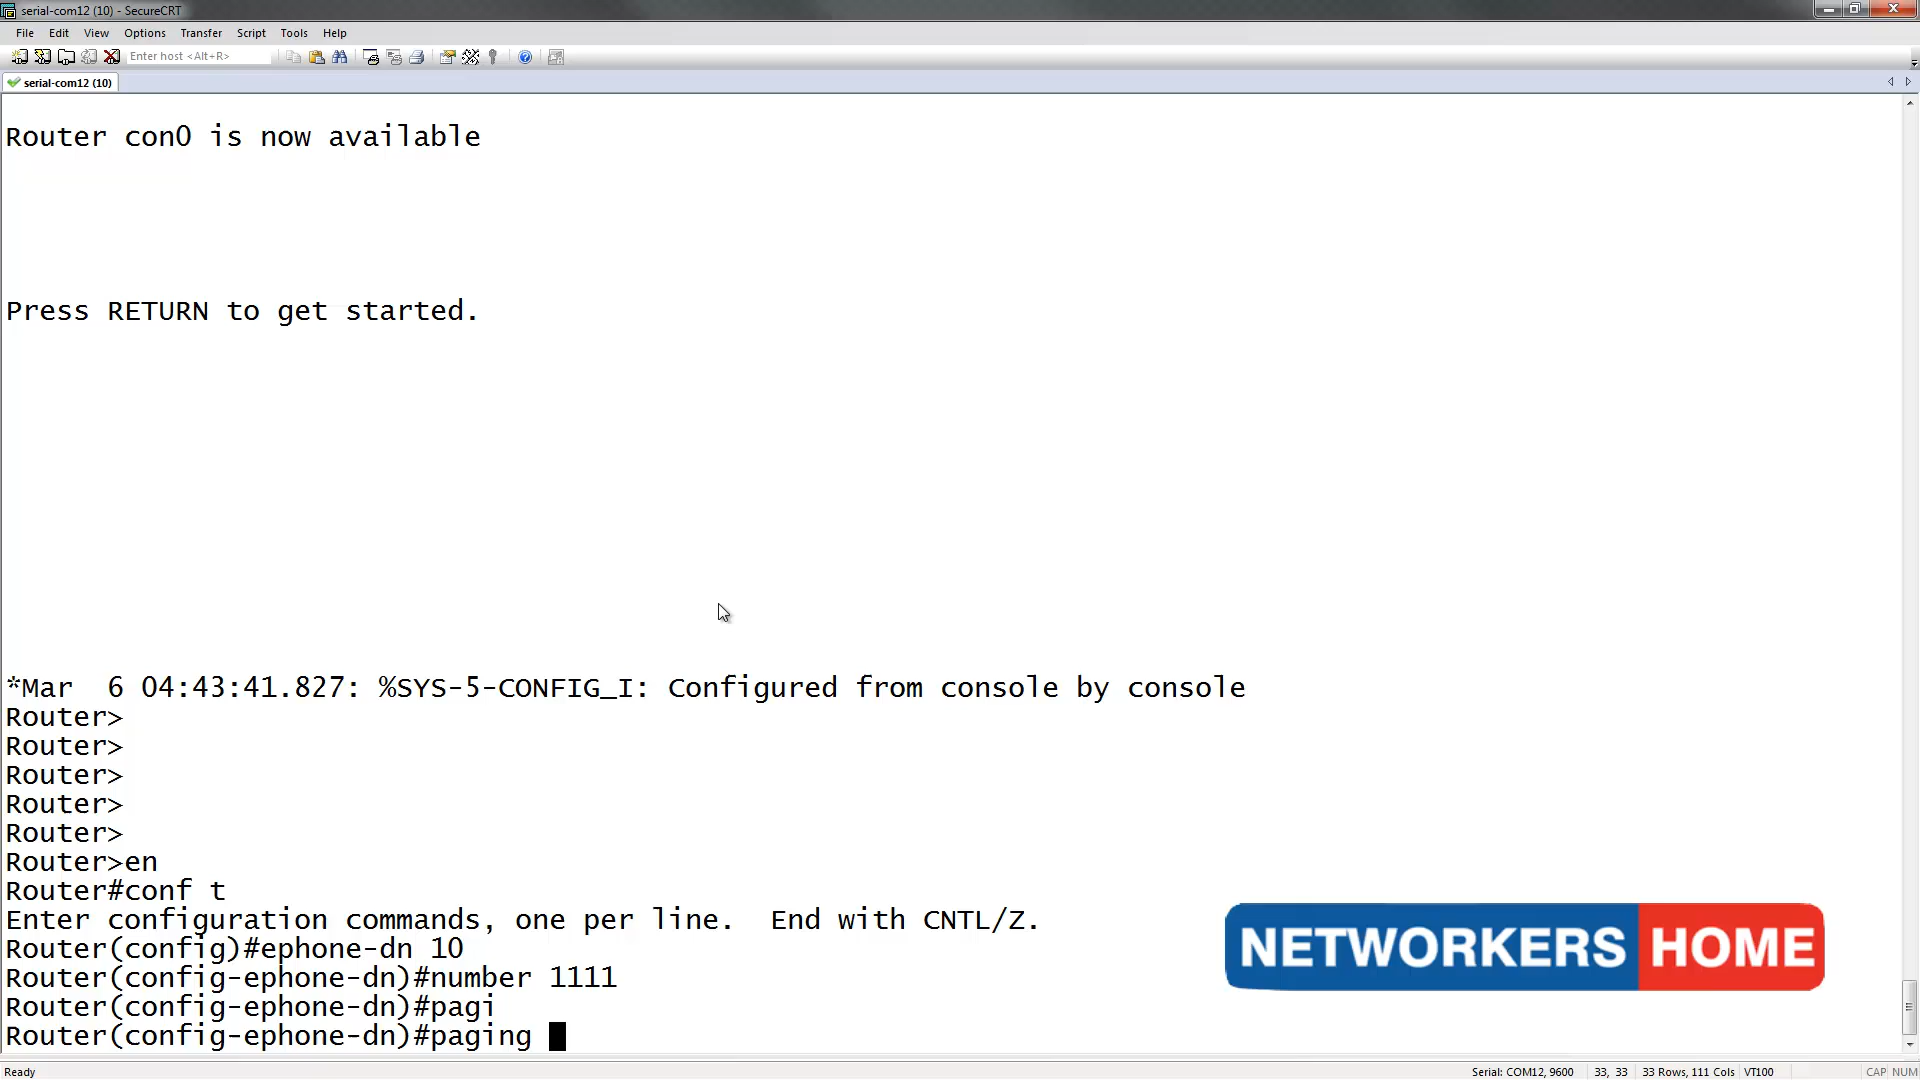 serial-com12 (10) - SecureCRT
File Edit View Options Transfer Script Tools Help
Enter host <Alt+R>
serial-com12 (10)
Router con0 is now available
Press RETURN to get started.
*Mar  6 04:43:41.827: %SYS-5-CONFIG_I: Configured from console by console
Router>
Router>
Router>
Router>
Router>
Router>en
Router#conf t
Enter configuration commands, one per line.  End with CNTL/Z.
Router(config)#ephone-dn 10
Router(config-ephone-dn)#number 1111
Router(config-ephone-dn)#pagi
Router(config-ephone-dn)#paging
NETWORKERS HOME
Ready Serial: COM12, 9600 33, 33 33 Rows, 111 Cols VT100 CAP NUM